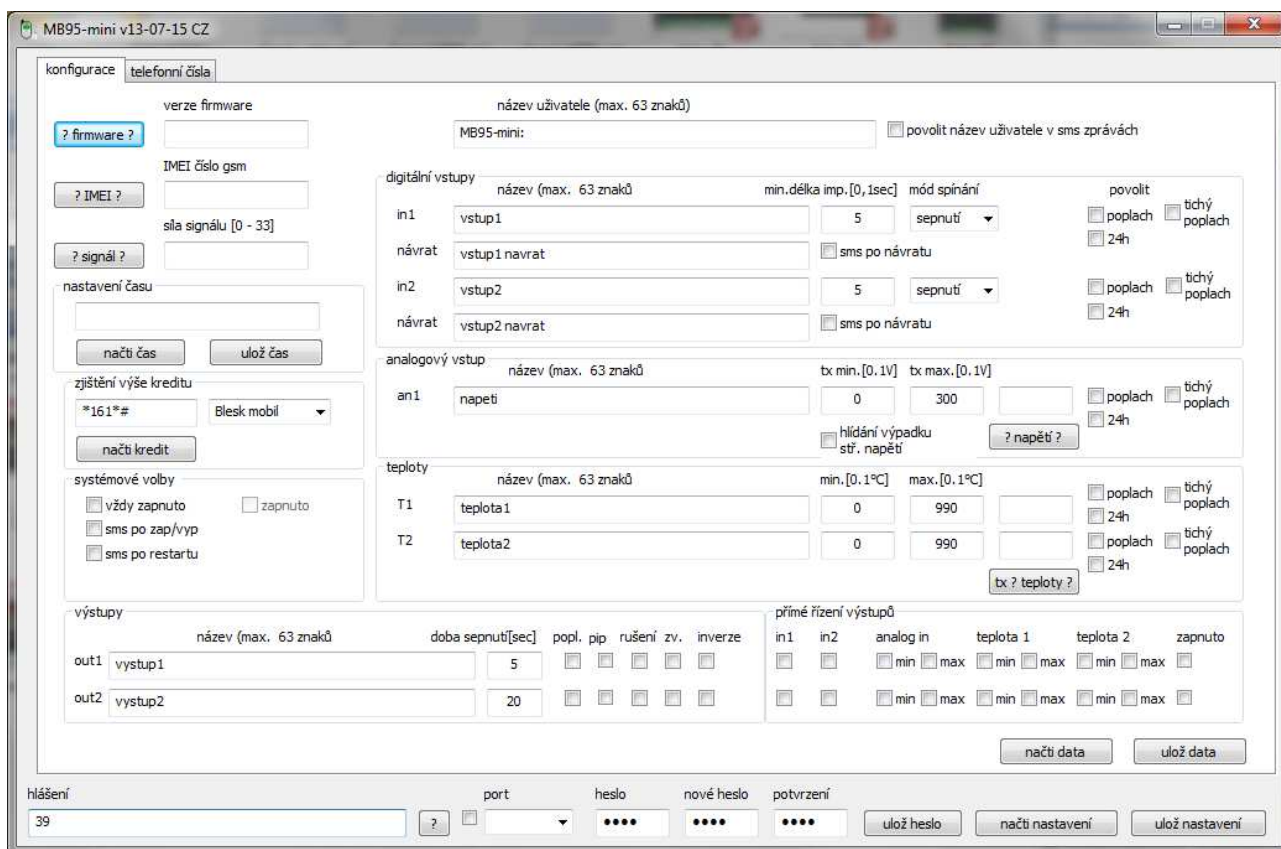 MB95-mini v13-07-15 CZ
konfigurace telefonní čísla
verze firmware
? firmware ?
IMEI číslo gsm
? IMEI ?
síla signálu [0 - 33]
? signál ?
nastavení času
načti čas ulož čas
zjištění výše kreditu
*161*# Blesk mobil
načti kredit
systémové volby
vždy zapnuto zapnuto
sms po zap/vyp
sms po restartu
název uživatele (max. 63 znaků)
MB95-mini: povolit název uživatele v sms zprávách
digitální vstupy
název (max. 63 znaků min.délka imp.[0,1sec] mód spínání povolit
in1 vstup1 5 sepnutí poplach tichý poplach
24h
návrat vstup1 navrat sms po návratu
in2 vstup2 5 sepnutí poplach tichý poplach
24h
návrat vstup2 navrat sms po návratu
analogový vstup
název (max. 63 znaků tx min.[0.1V] tx max.[0.1V]
an1 napeti 0 300 poplach tichý poplach
24h
hlídání výpadku
stř. napětí
? napětí ?
teploty
název (max. 63 znaků min.[0.1°C] max.[0.1°C]
T1 teplota1 0 990 poplach tichý poplach
24h
T2 teplota2 0 990 poplach tichý poplach
24h
tx ? teploty ?
výstupy
název (max. 63 znaků doba sepnutí[sec] popl. pip rušení zv. inverze
out1 vystup1 5
out2 vystup2 20
přímé řízení výstupů
in1 in2 analog in teplota 1 teplota 2 zapnuto
min max min max min max
min max min max min max
načti data ulož data
hlášení port heslo nové heslo potvrzení
39 ? •••• •••• •••• ulož heslo načti nastavení ulož nastavení